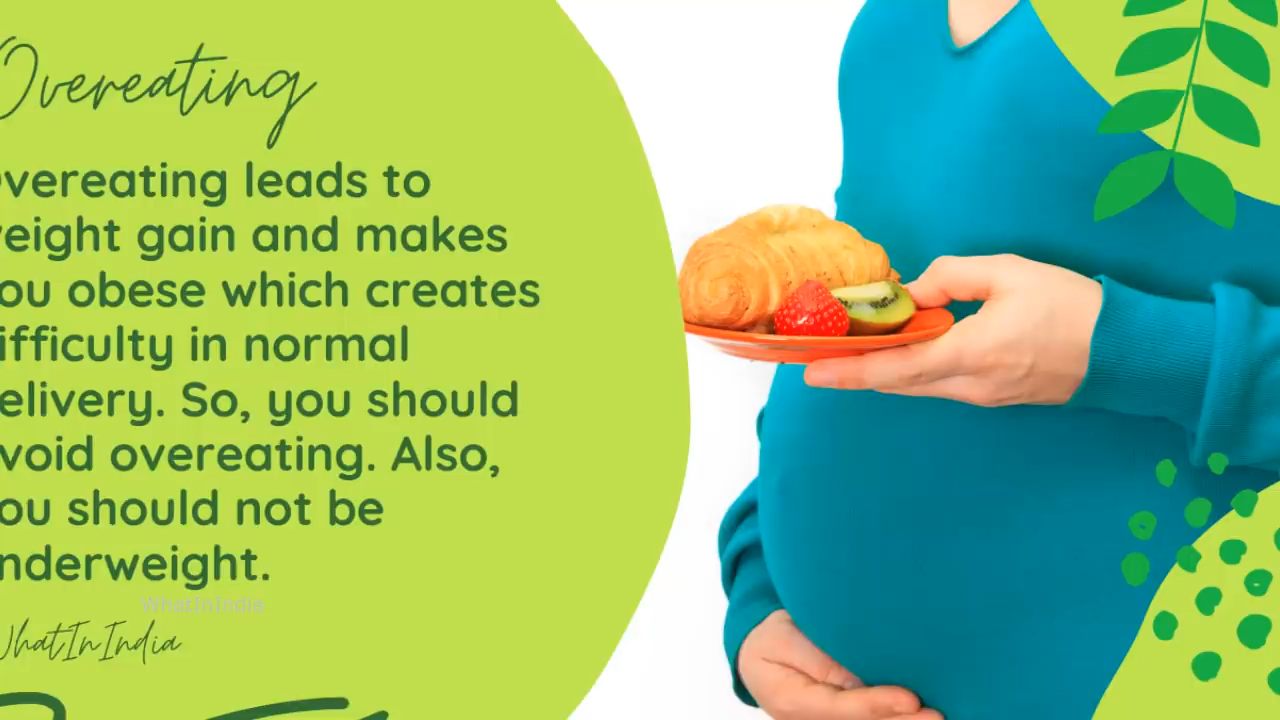 Overeating
vereating leads to
eight gain and makes
ou obese which creates
ifficulty in normal
elivery. So, you should
void overeating. Also,
ou should not be
nderweight.
WhatInIndia
WhatInIndia